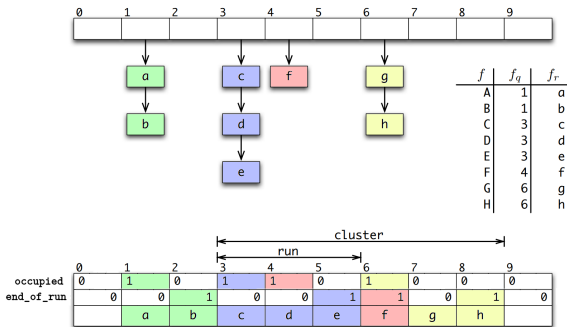 0 1 2 3 4 5 6 7 8 9
a c f g
b d h
e
f f_q f_r
A 1 a
B 1 b
C 3 c
D 3 d
E 3 e
F 4 f
G 6 g
H 6 h
cluster
run
0 1 2 3 4 5 6 7 8 9
occupied 0 1 0 1 1 0 1 0 0 0
end_of_run 0 0 1 0 0 1 1 0 1 0
a b c d e f g h